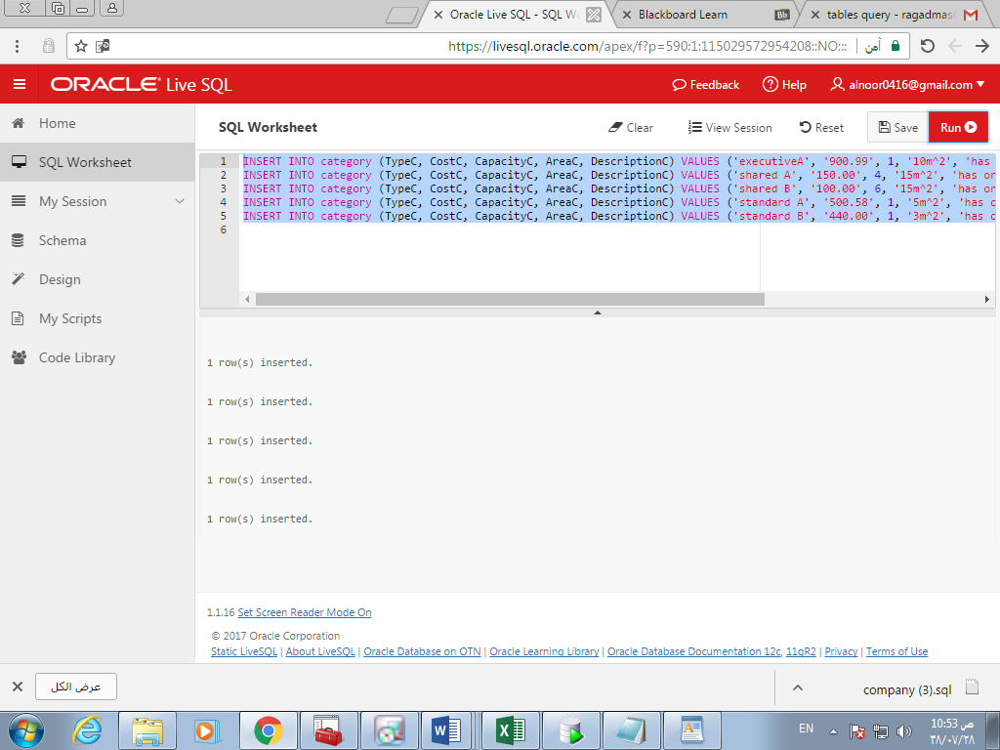 Oracle Live SQL - SQL W
Blackboard Learn
Bb
tables query - ragadmas
https://livesql.oracle.com/apex/f?p=590:1:115029572954208::NO:::
آمن
ORACLE Live SQL
Feedback
Help
alnoor0416@gmail.com
Home
SQL Worksheet
My Session
Schema
Design
My Scripts
Code Library
SQL Worksheet
Clear
View Session
Reset
Save
Run
1 INSERT INTO category (TypeC, CostC, CapacityC, AreaC, DescriptionC) VALUES ('executiveA', '900.99', 1, '10m^2', 'has
2 INSERT INTO category (TypeC, CostC, CapacityC, AreaC, DescriptionC) VALUES ('shared A', '150.00', 4, '15m^2', 'has on
3 INSERT INTO category (TypeC, CostC, CapacityC, AreaC, DescriptionC) VALUES ('shared B', '100.00', 6, '15m^2', 'has on
4 INSERT INTO category (TypeC, CostC, CapacityC, AreaC, DescriptionC) VALUES ('standard A', '500.58', 1, '5m^2', 'has o
5 INSERT INTO category (TypeC, CostC, CapacityC, AreaC, DescriptionC) VALUES ('standard B', '440.00', 1, '3m^2', 'has o
6
1 row(s) inserted.
1 row(s) inserted.
1 row(s) inserted.
1 row(s) inserted.
1 row(s) inserted.
1.1.16 Set Screen Reader Mode On
© 2017 Oracle Corporation
Static LiveSQL | About LiveSQL | Oracle Database on OTN | Oracle Learning Library | Oracle Database Documentation 12c, 11gR2 | Privacy | Terms of Use
عرض الكل
company (3).sql
EN
10:53 ص
٣٨/٠٧/٢٨